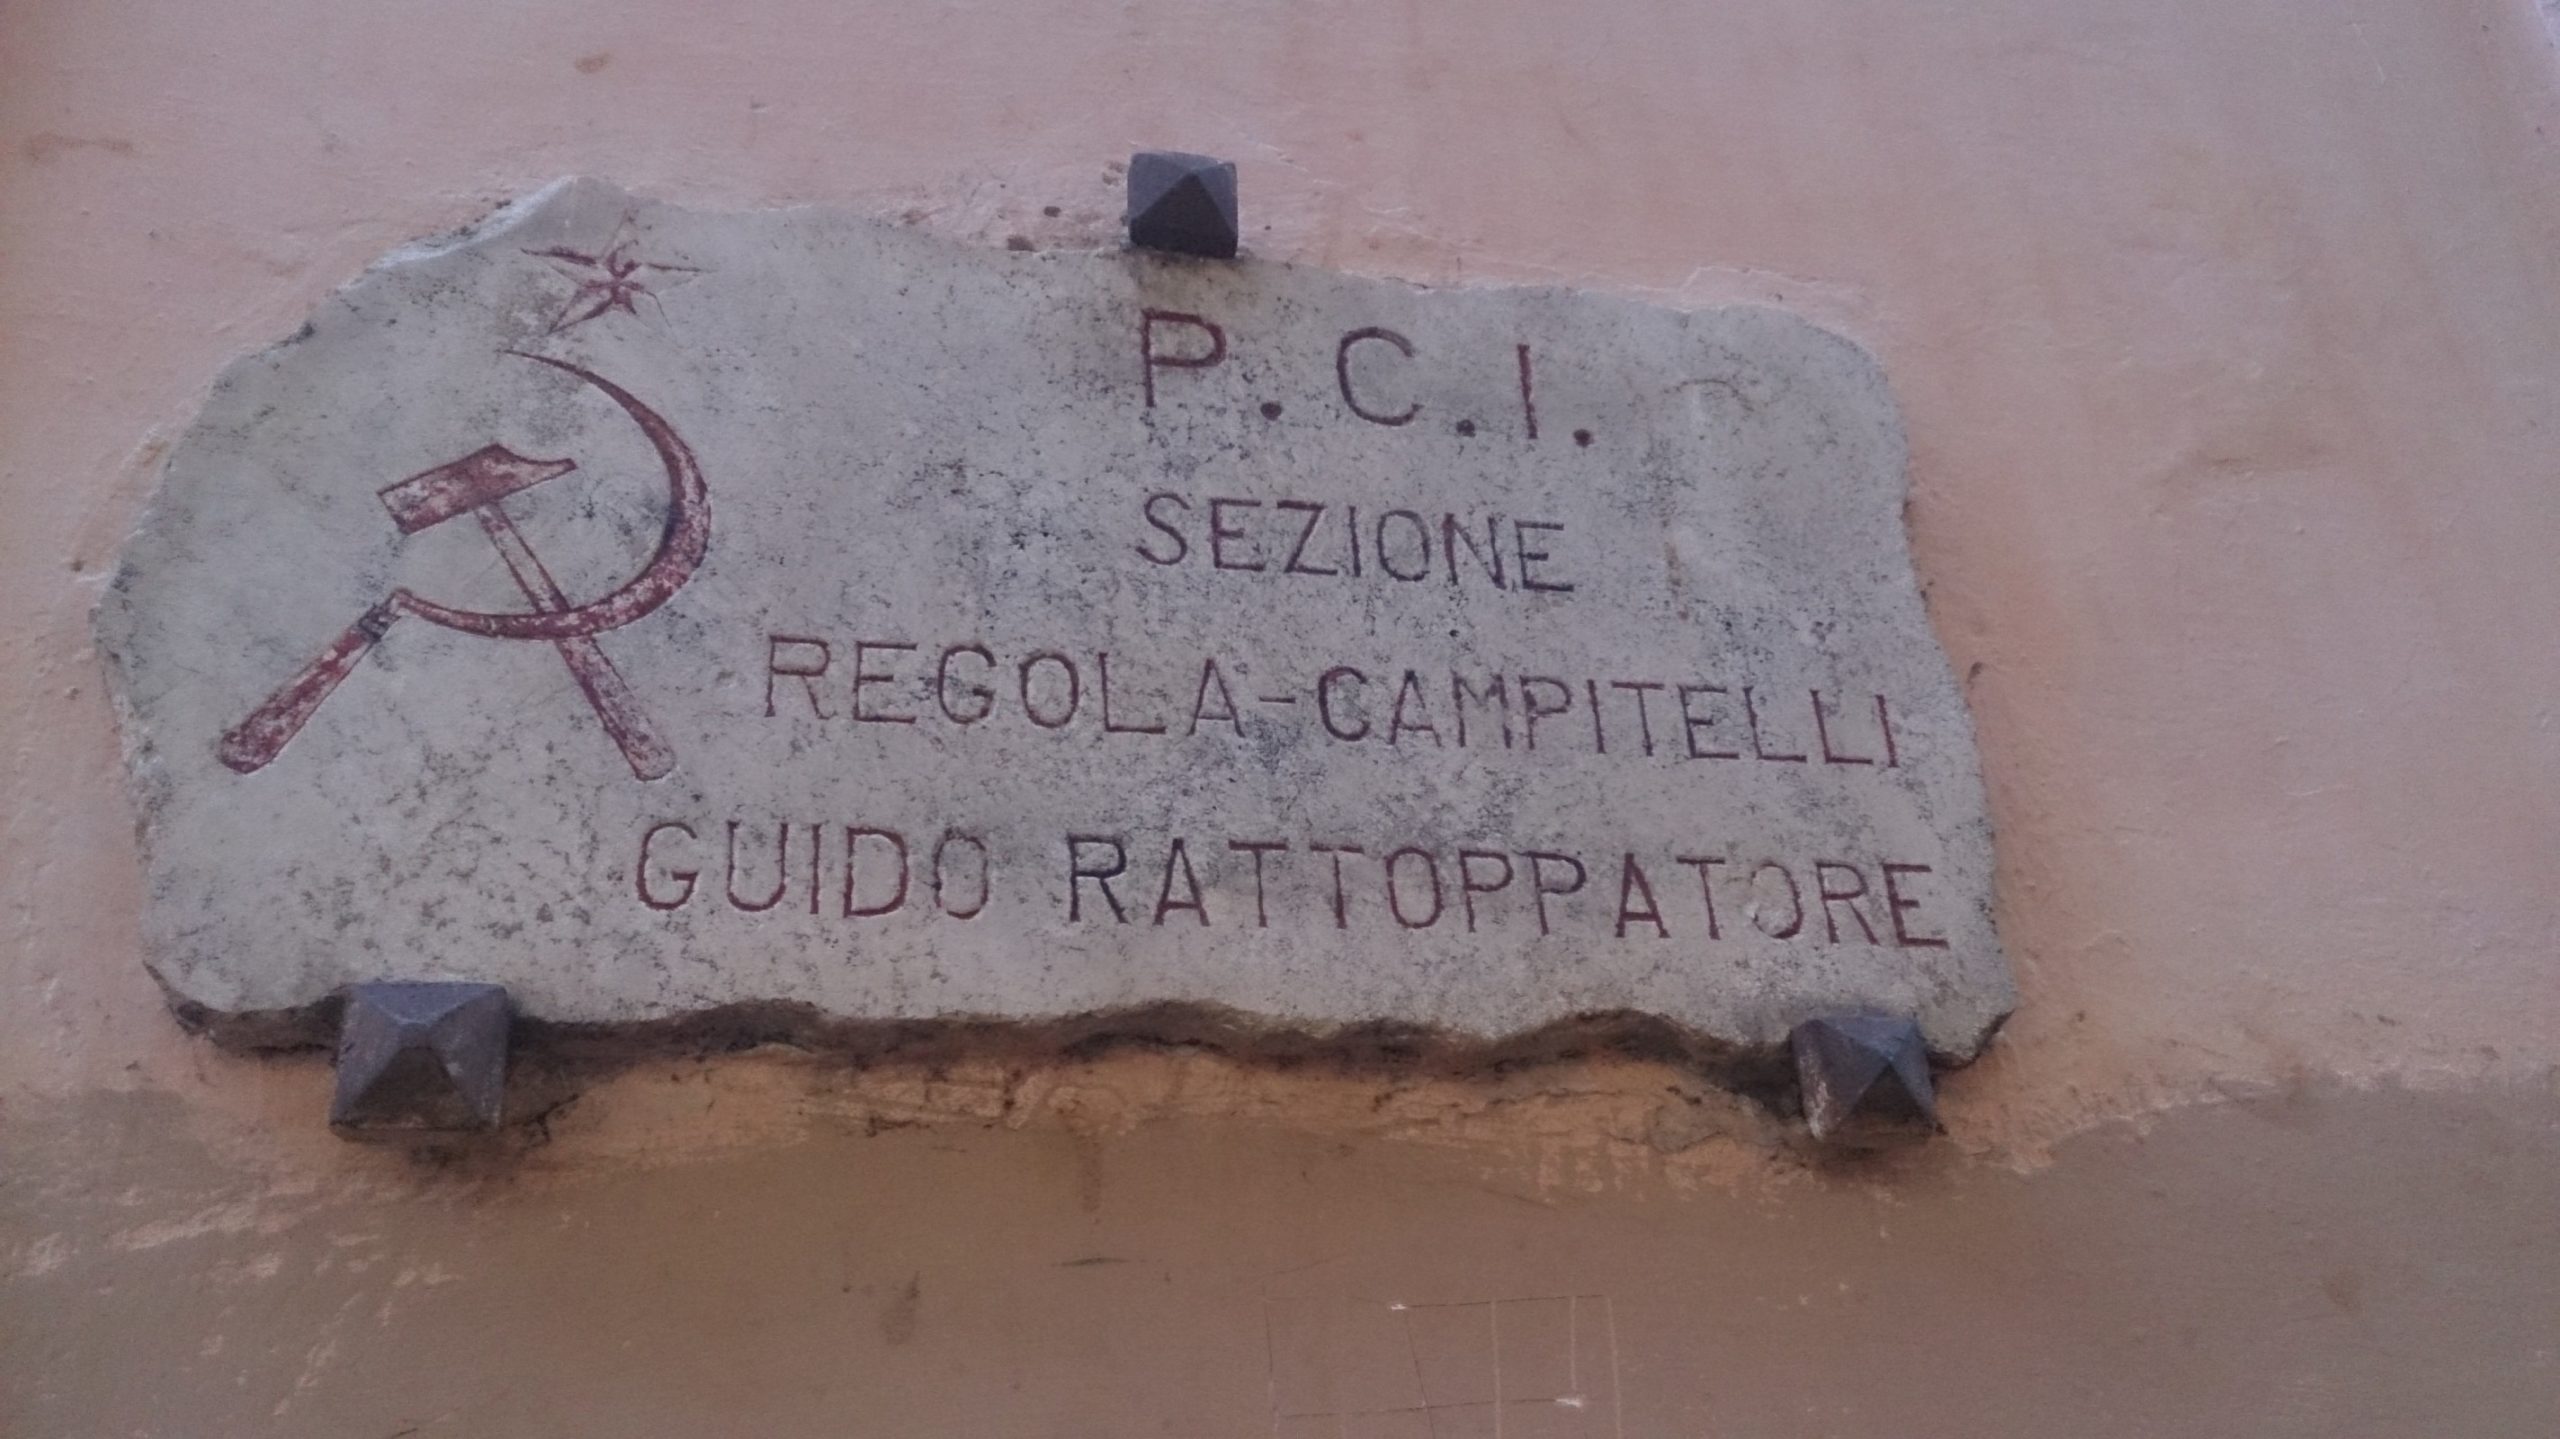 P.C.I.
SEZIONE
REGOLA-CAMPITELLI
GUIDO RATTOPPATORE